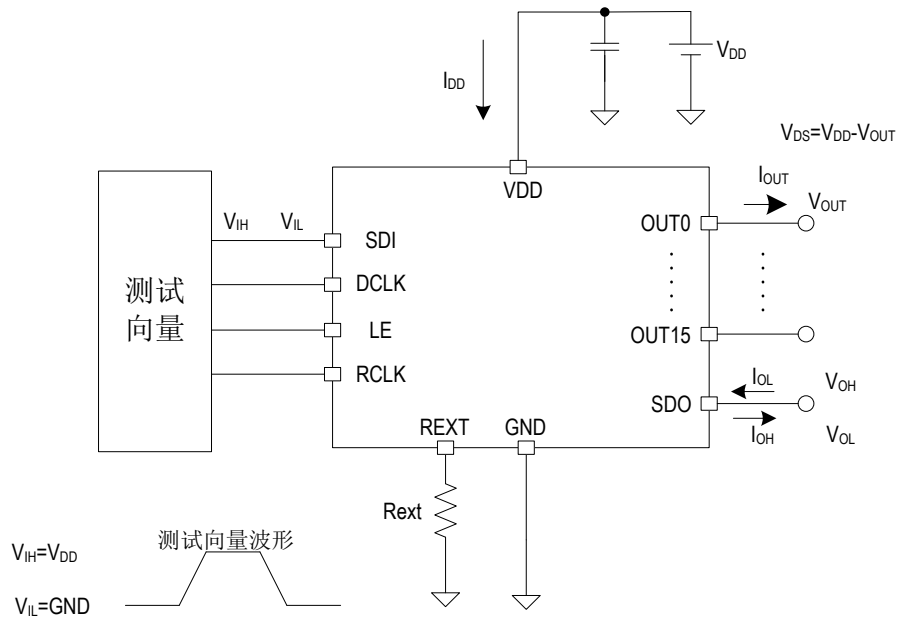 VDD
IDD
VDS=VDD-VOUT
VDD
IOUT
VOUT
OUT0
VIH VIL
SDI
测试
向量
DCLK
LE
OUT15
RCLK
IOL
VOH
SDO
IOH
VOL
REXT GND
Rext
测试向量波形
VIH=VDD
VIL=GND